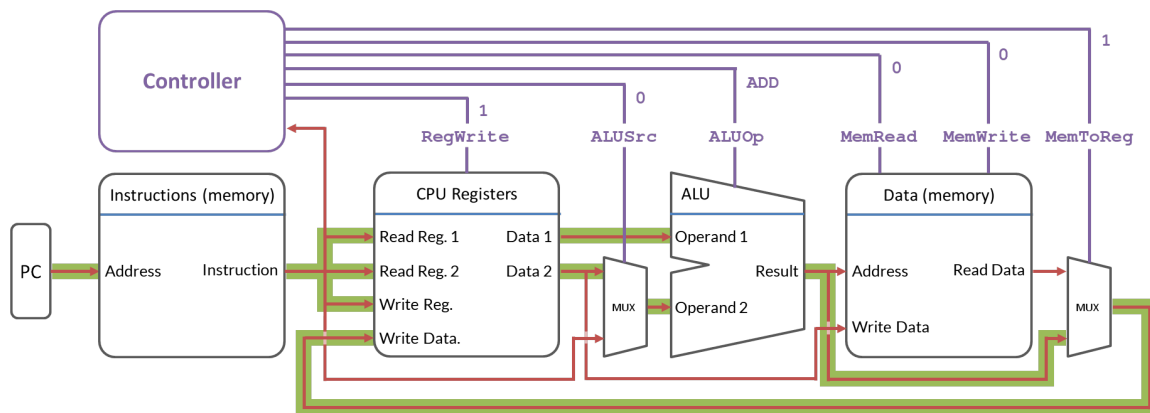 Controller
1
0
0
ADD
0
1
RegWrite
ALUSrc
ALUOp
MemRead
MemWrite
MemToReg
Instructions (memory)
CPU Registers
ALU
Data (memory)
PC
Address
Instruction
Read Reg. 1
Data 1
Operand 1
Read Reg. 2
Data 2
Result
Address
Read Data
Write Reg.
MUX
Operand 2
MUX
Write Data.
Write Data